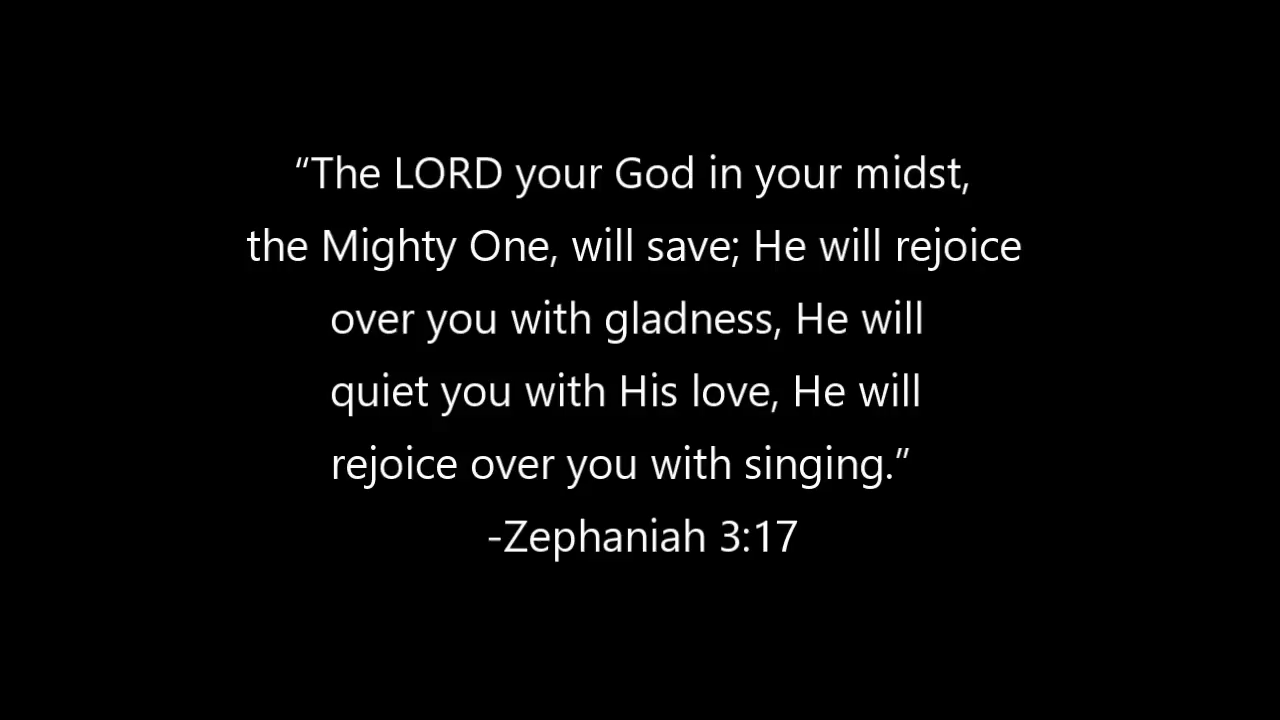 “The LORD your God in your midst,
the Mighty One, will save; He will rejoice
over you with gladness, He will
quiet you with His love, He will
rejoice over you with singing.”
-Zephaniah 3:17